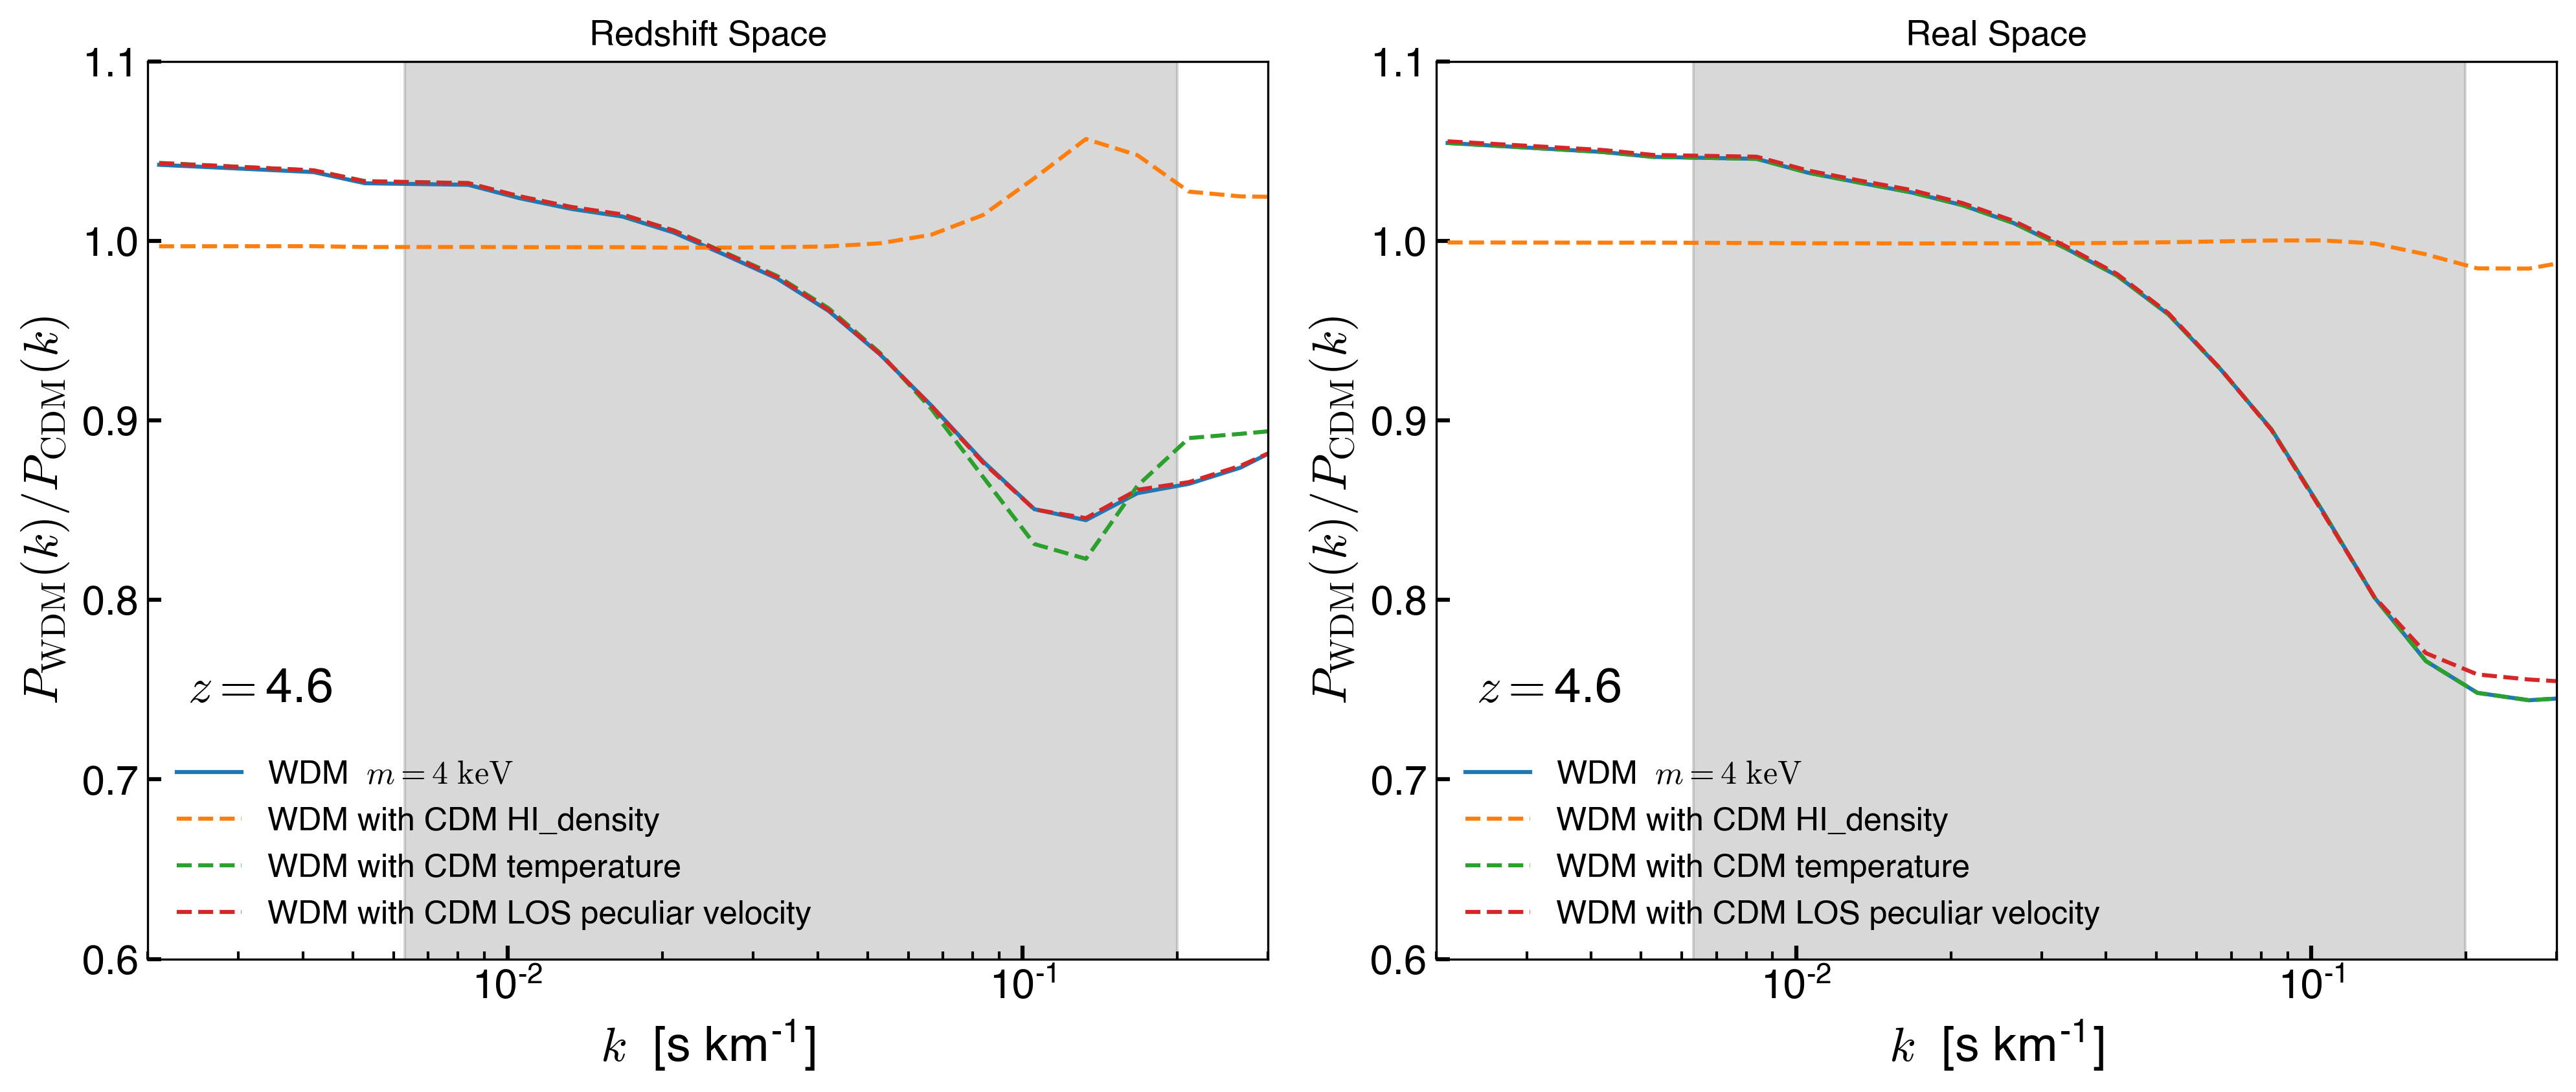 Redshift Space
1.1
1.0
0.9
0.8
0.7
0.6
P_WDM(k)/P_CDM(k)
z = 4.6
WDM m = 4 keV
WDM with CDM HI_density
WDM with CDM temperature
WDM with CDM LOS peculiar velocity
10^-2
10^-1
k [s km^-1]
Real Space
1.1
1.0
0.9
0.8
0.7
0.6
P_WDM(k)/P_CDM(k)
z = 4.6
WDM m = 4 keV
WDM with CDM HI_density
WDM with CDM temperature
WDM with CDM LOS peculiar velocity
10^-2
10^-1
k [s km^-1]